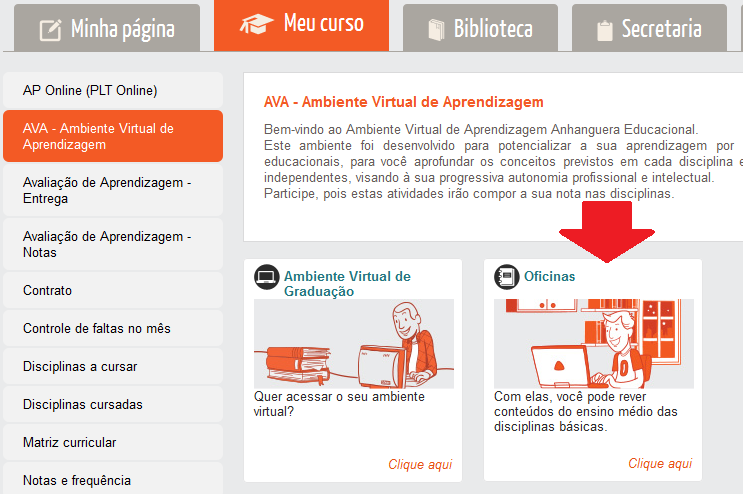 Minha página
Meu curso
Biblioteca
Secretaria
AP Online (PLT Online)
AVA - Ambiente Virtual de
Aprendizagem
Avaliação de Aprendizagem -
Entrega
Avaliação de Aprendizagem -
Notas
Contrato
Controle de faltas no mês
Disciplinas a cursar
Disciplinas cursadas
Matriz curricular
Notas e frequência
AVA - Ambiente Virtual de Aprendizagem
Bem-vindo ao Ambiente Virtual de Aprendizagem Anhanguera Educacional.
Este ambiente foi desenvolvido para potencializar a sua aprendizagem por
educacionais, para você aprofundar os conceitos previstos em cada disciplina e
independentes, visando à sua progressiva autonomia profissional e intelectual.
Participe, pois estas atividades irão compor a sua nota nas disciplinas.
Ambiente Virtual de
Graduação
Quer acessar o seu ambiente
virtual?
Clique aqui
Oficinas
Com elas, você pode rever
conteúdos do ensino médio das
disciplinas básicas.
Clique aqui